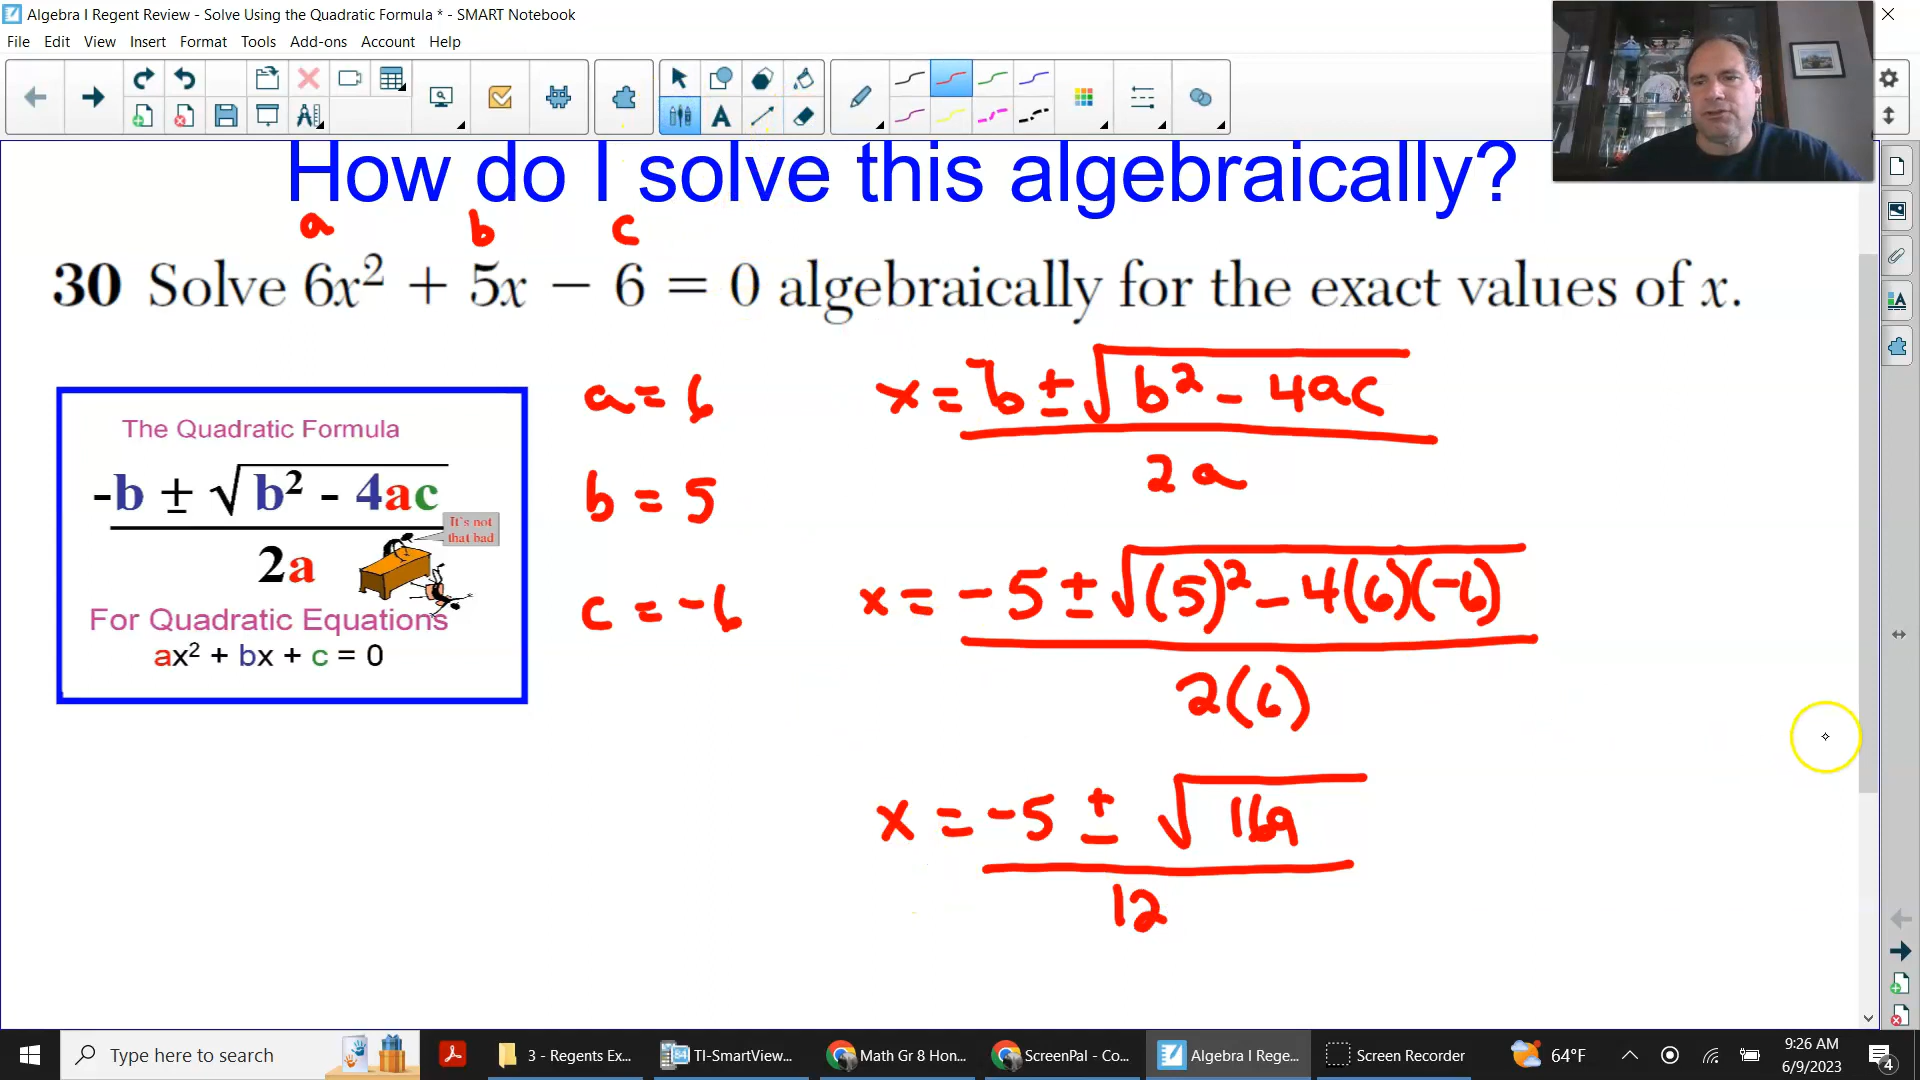 Algebra I Regent Review - Solve Using the Quadratic Formula * - SMART Notebook
File Edit View Insert Format Tools Add-ons Account Help
How do I solve this algebraically?
a b c
30 Solve 6x² + 5x − 6 = 0 algebraically for the exact values of x.
The Quadratic Formula
-b ± √b² - 4ac
2a
It's not
that bad
For Quadratic Equations
ax² + bx + c = 0
a = 6
b = 5
c = -6
x = -b ± √b² - 4ac
2a
x = -5 ± √(5)² - 4(6)(-6)
2(6)
x = -5 ± √169
12
Type here to search
3 - Regents Ex...
TI-SmartView...
Math Gr 8 Hon...
ScreenPal - Co...
Algebra I Rege...
Screen Recorder
64°F
9:26 AM
6/9/2023
4